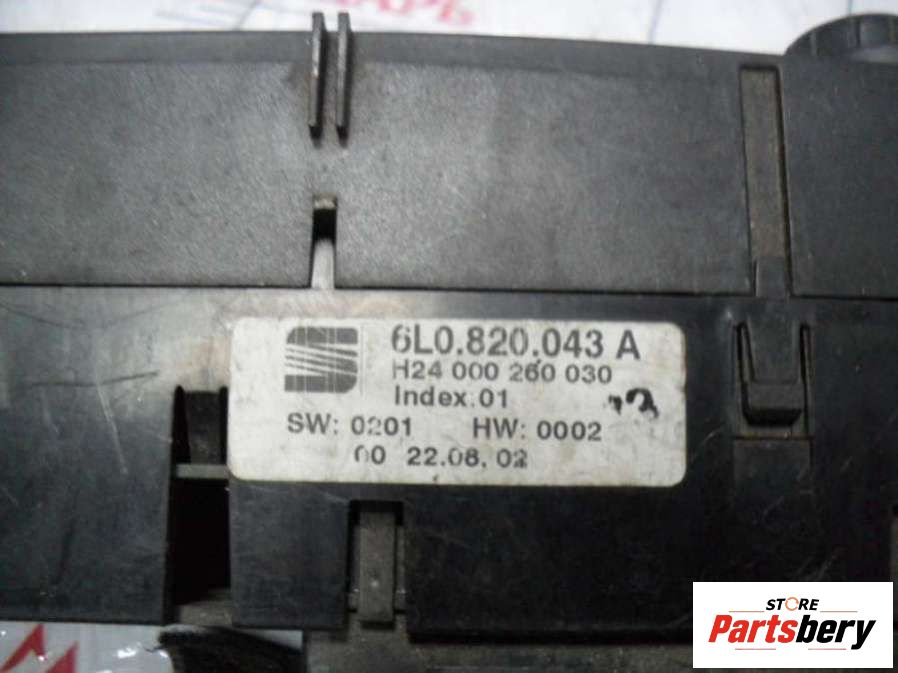 6L0.820.043 A
H24 000 260 030
Index:01
SW: 0201 HW: 0002
00 22.08.02
STORE
Partsbery